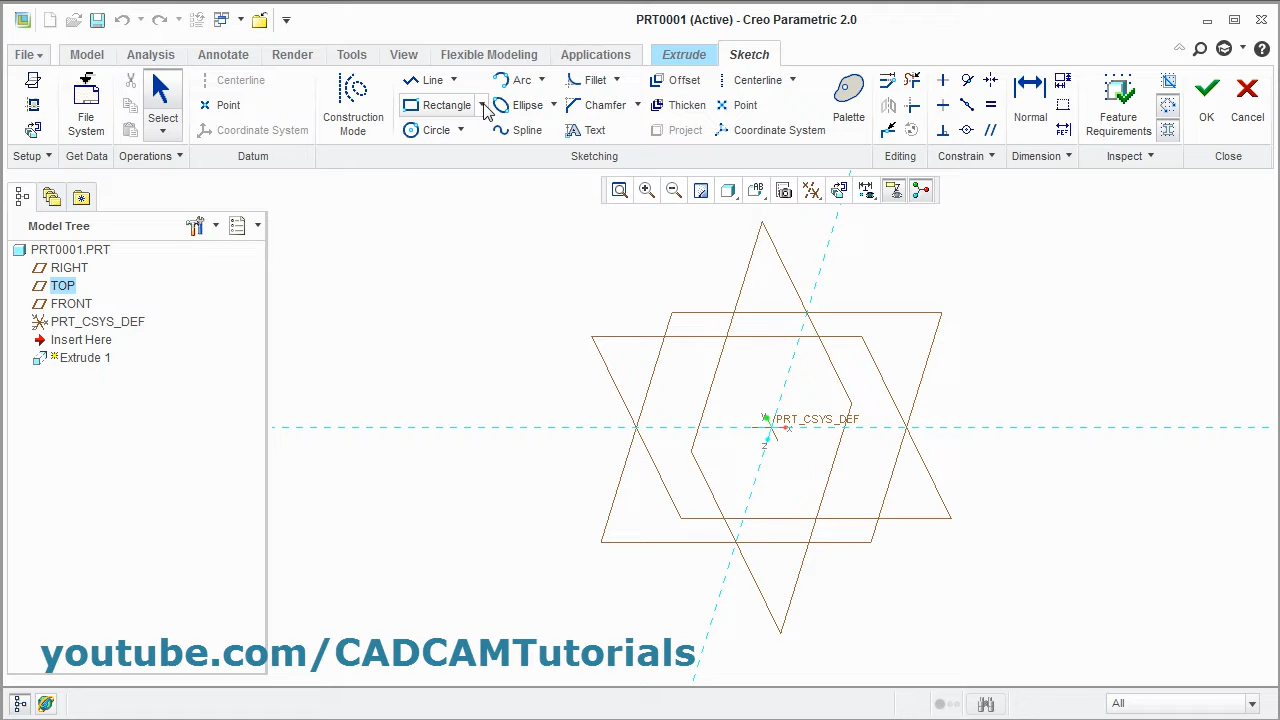 PRT0001 (Active) - Creo Parametric 2.0
File Model Analysis Annotate Render Tools View Flexible Modeling Applications Extrude Sketch
File System
Select
Centerline
Point
Coordinate System
Construction Mode
Line
Rectangle
Circle
Arc
Ellipse
Spline
Fillet
Chamfer
Text
Offset
Thicken
Project
Centerline
Point
Coordinate System
Palette
Normal
Feature Requirements
OK
Cancel
Setup Get Data Operations Datum Sketching Editing Constrain Dimension Inspect Close
Model Tree
PRT0001.PRT
RIGHT
TOP
FRONT
PRT_CSYS_DEF
Insert Here
Extrude 1
PRT_CSYS_DEF
Y
X
Z
youtube.com/CADCAMTutorials
All